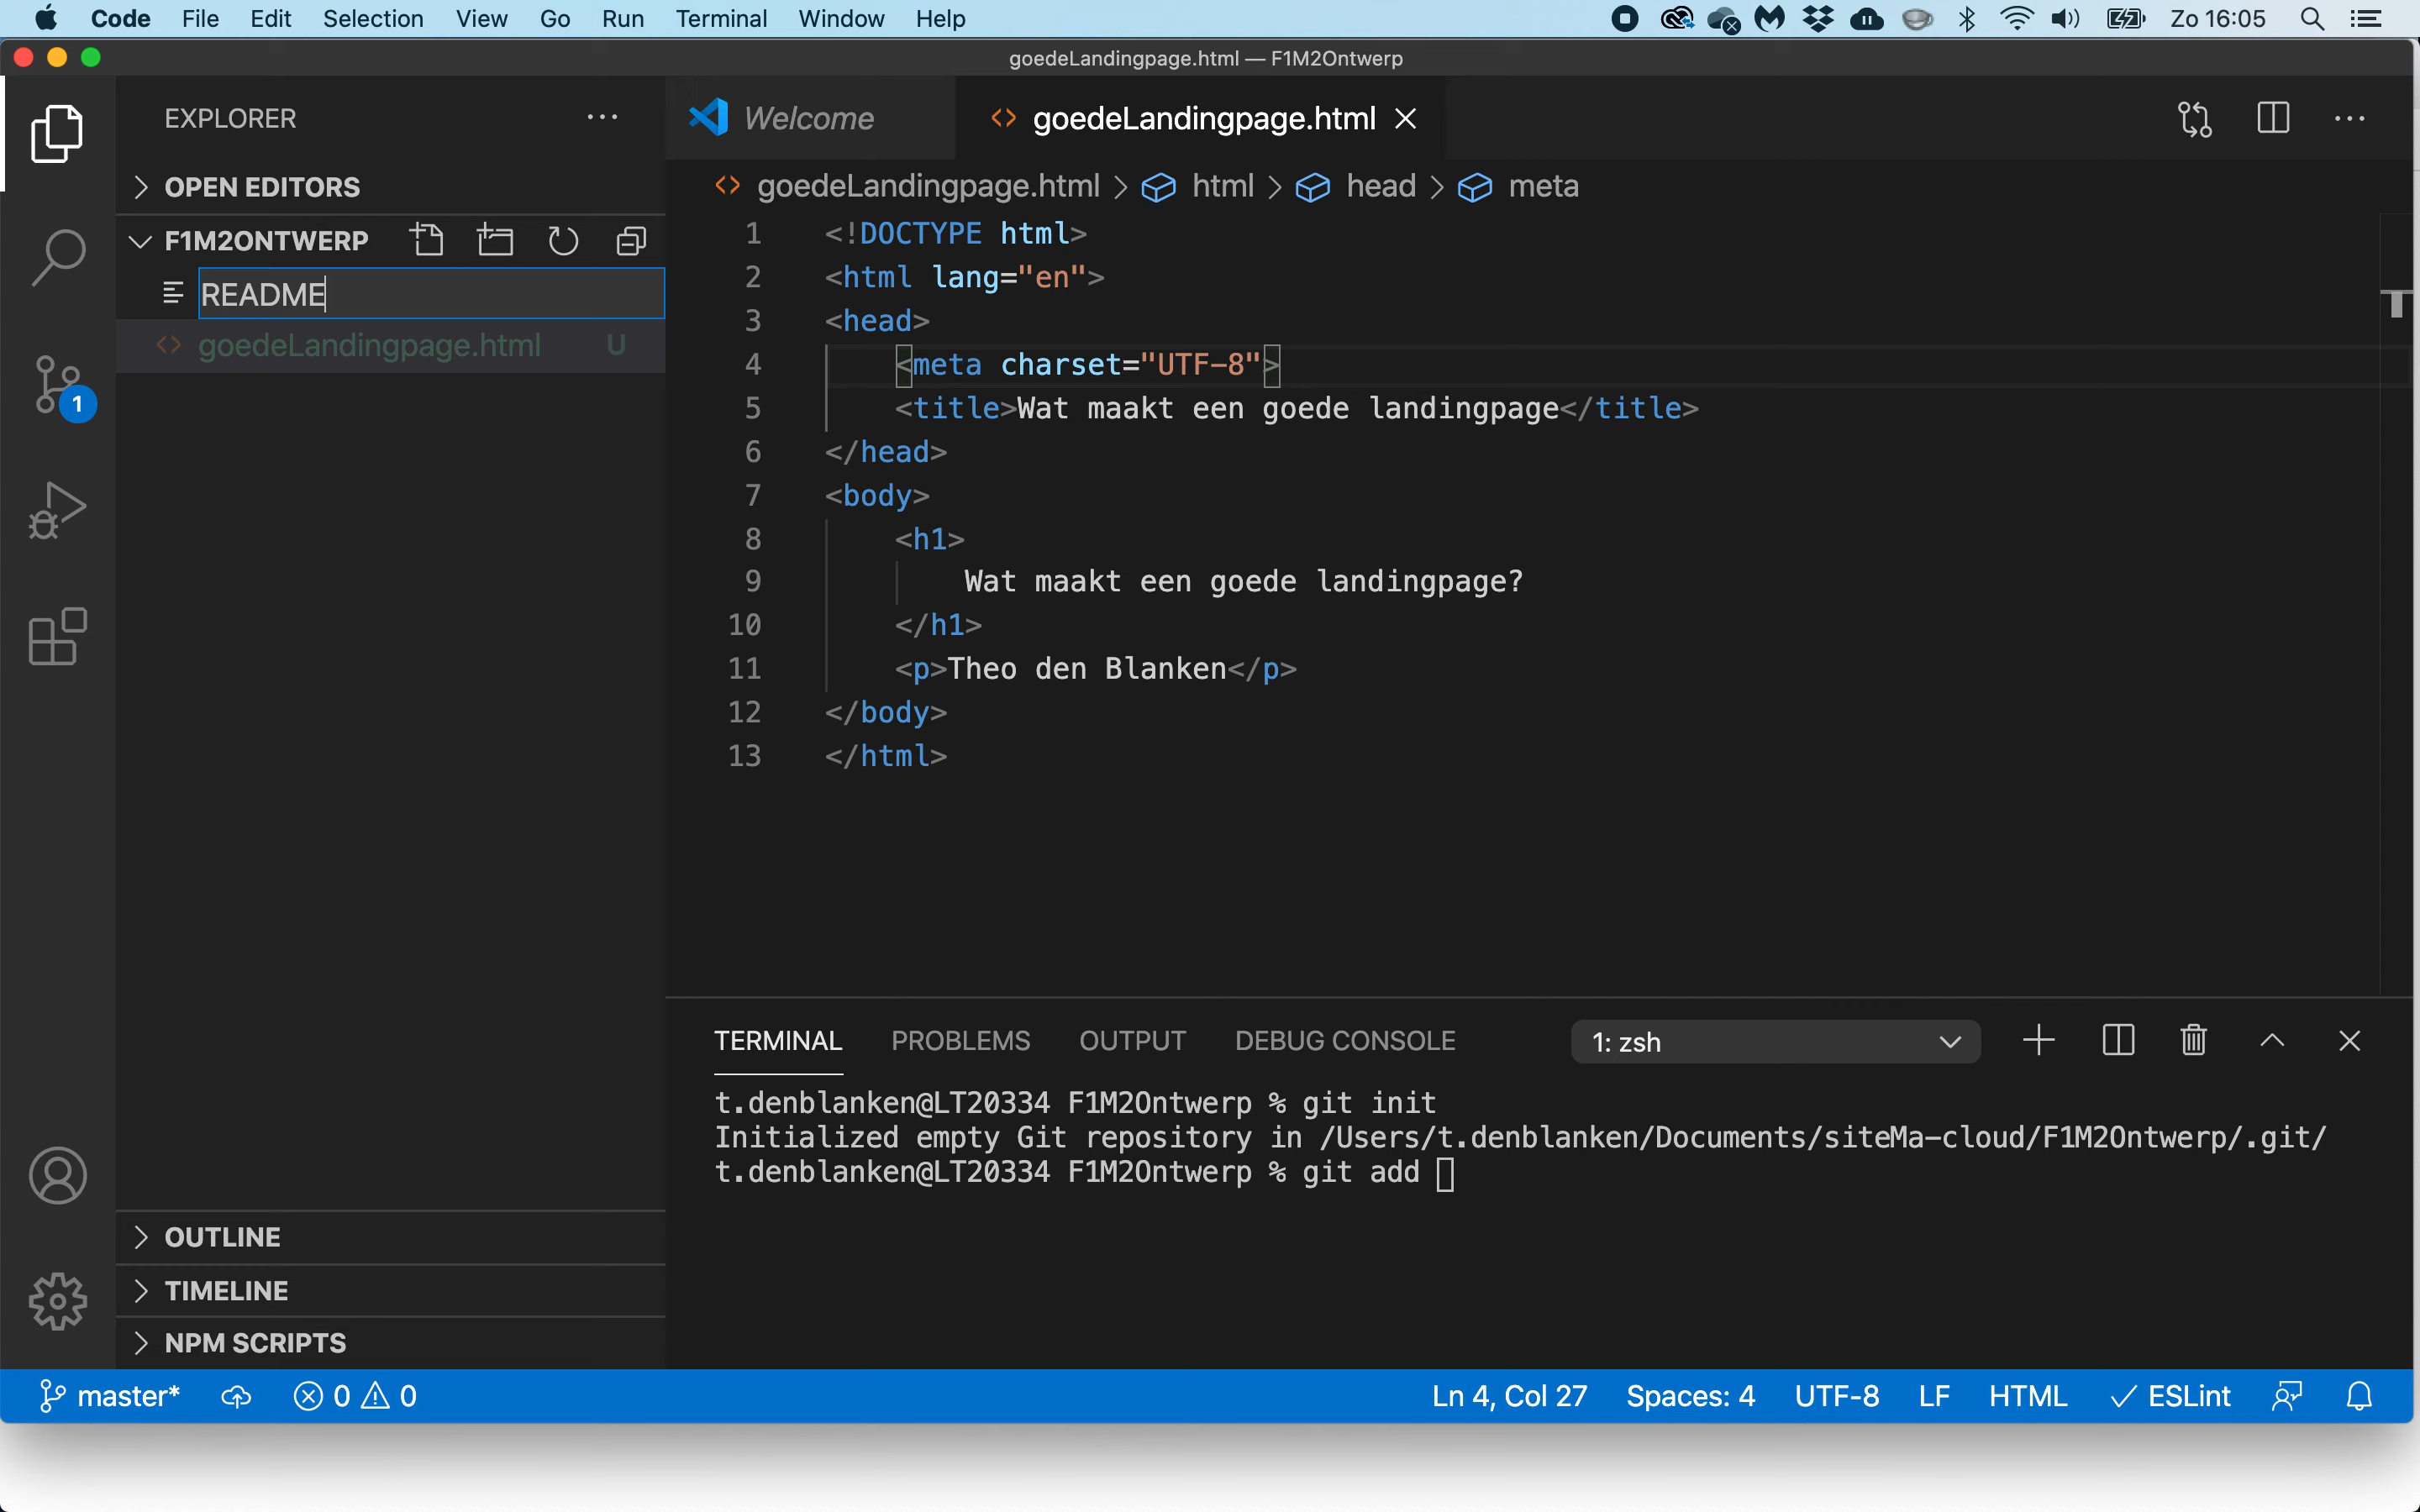 Code File Edit Selection View Go Run Terminal Window Help Zo 16:05
goedeLandingpage.html — F1M2Ontwerp
EXPLORER
OPEN EDITORS
F1M2ONTWERP
README
goedeLandingpage.html U
1
Welcome
goedeLandingpage.html
goedeLandingpage.html > html > head > meta
1 <!DOCTYPE html>
2 <html lang="en">
3 <head>
4 <meta charset="UTF-8">
5 <title>Wat maakt een goede landingpage</title>
6 </head>
7 <body>
8 <h1>
9 Wat maakt een goede landingpage?
10 </h1>
11 <p>Theo den Blanken</p>
12 </body>
13 </html>
TERMINAL PROBLEMS OUTPUT DEBUG CONSOLE 1: zsh
t.denblanken@LT20334 F1M2Ontwerp % git init
Initialized empty Git repository in /Users/t.denblanken/Documents/siteMa-cloud/F1M2Ontwerp/.git/
t.denblanken@LT20334 F1M2Ontwerp % git add
OUTLINE
TIMELINE
NPM SCRIPTS
master* 0 0 Ln 4, Col 27 Spaces: 4 UTF-8 LF HTML ESLint